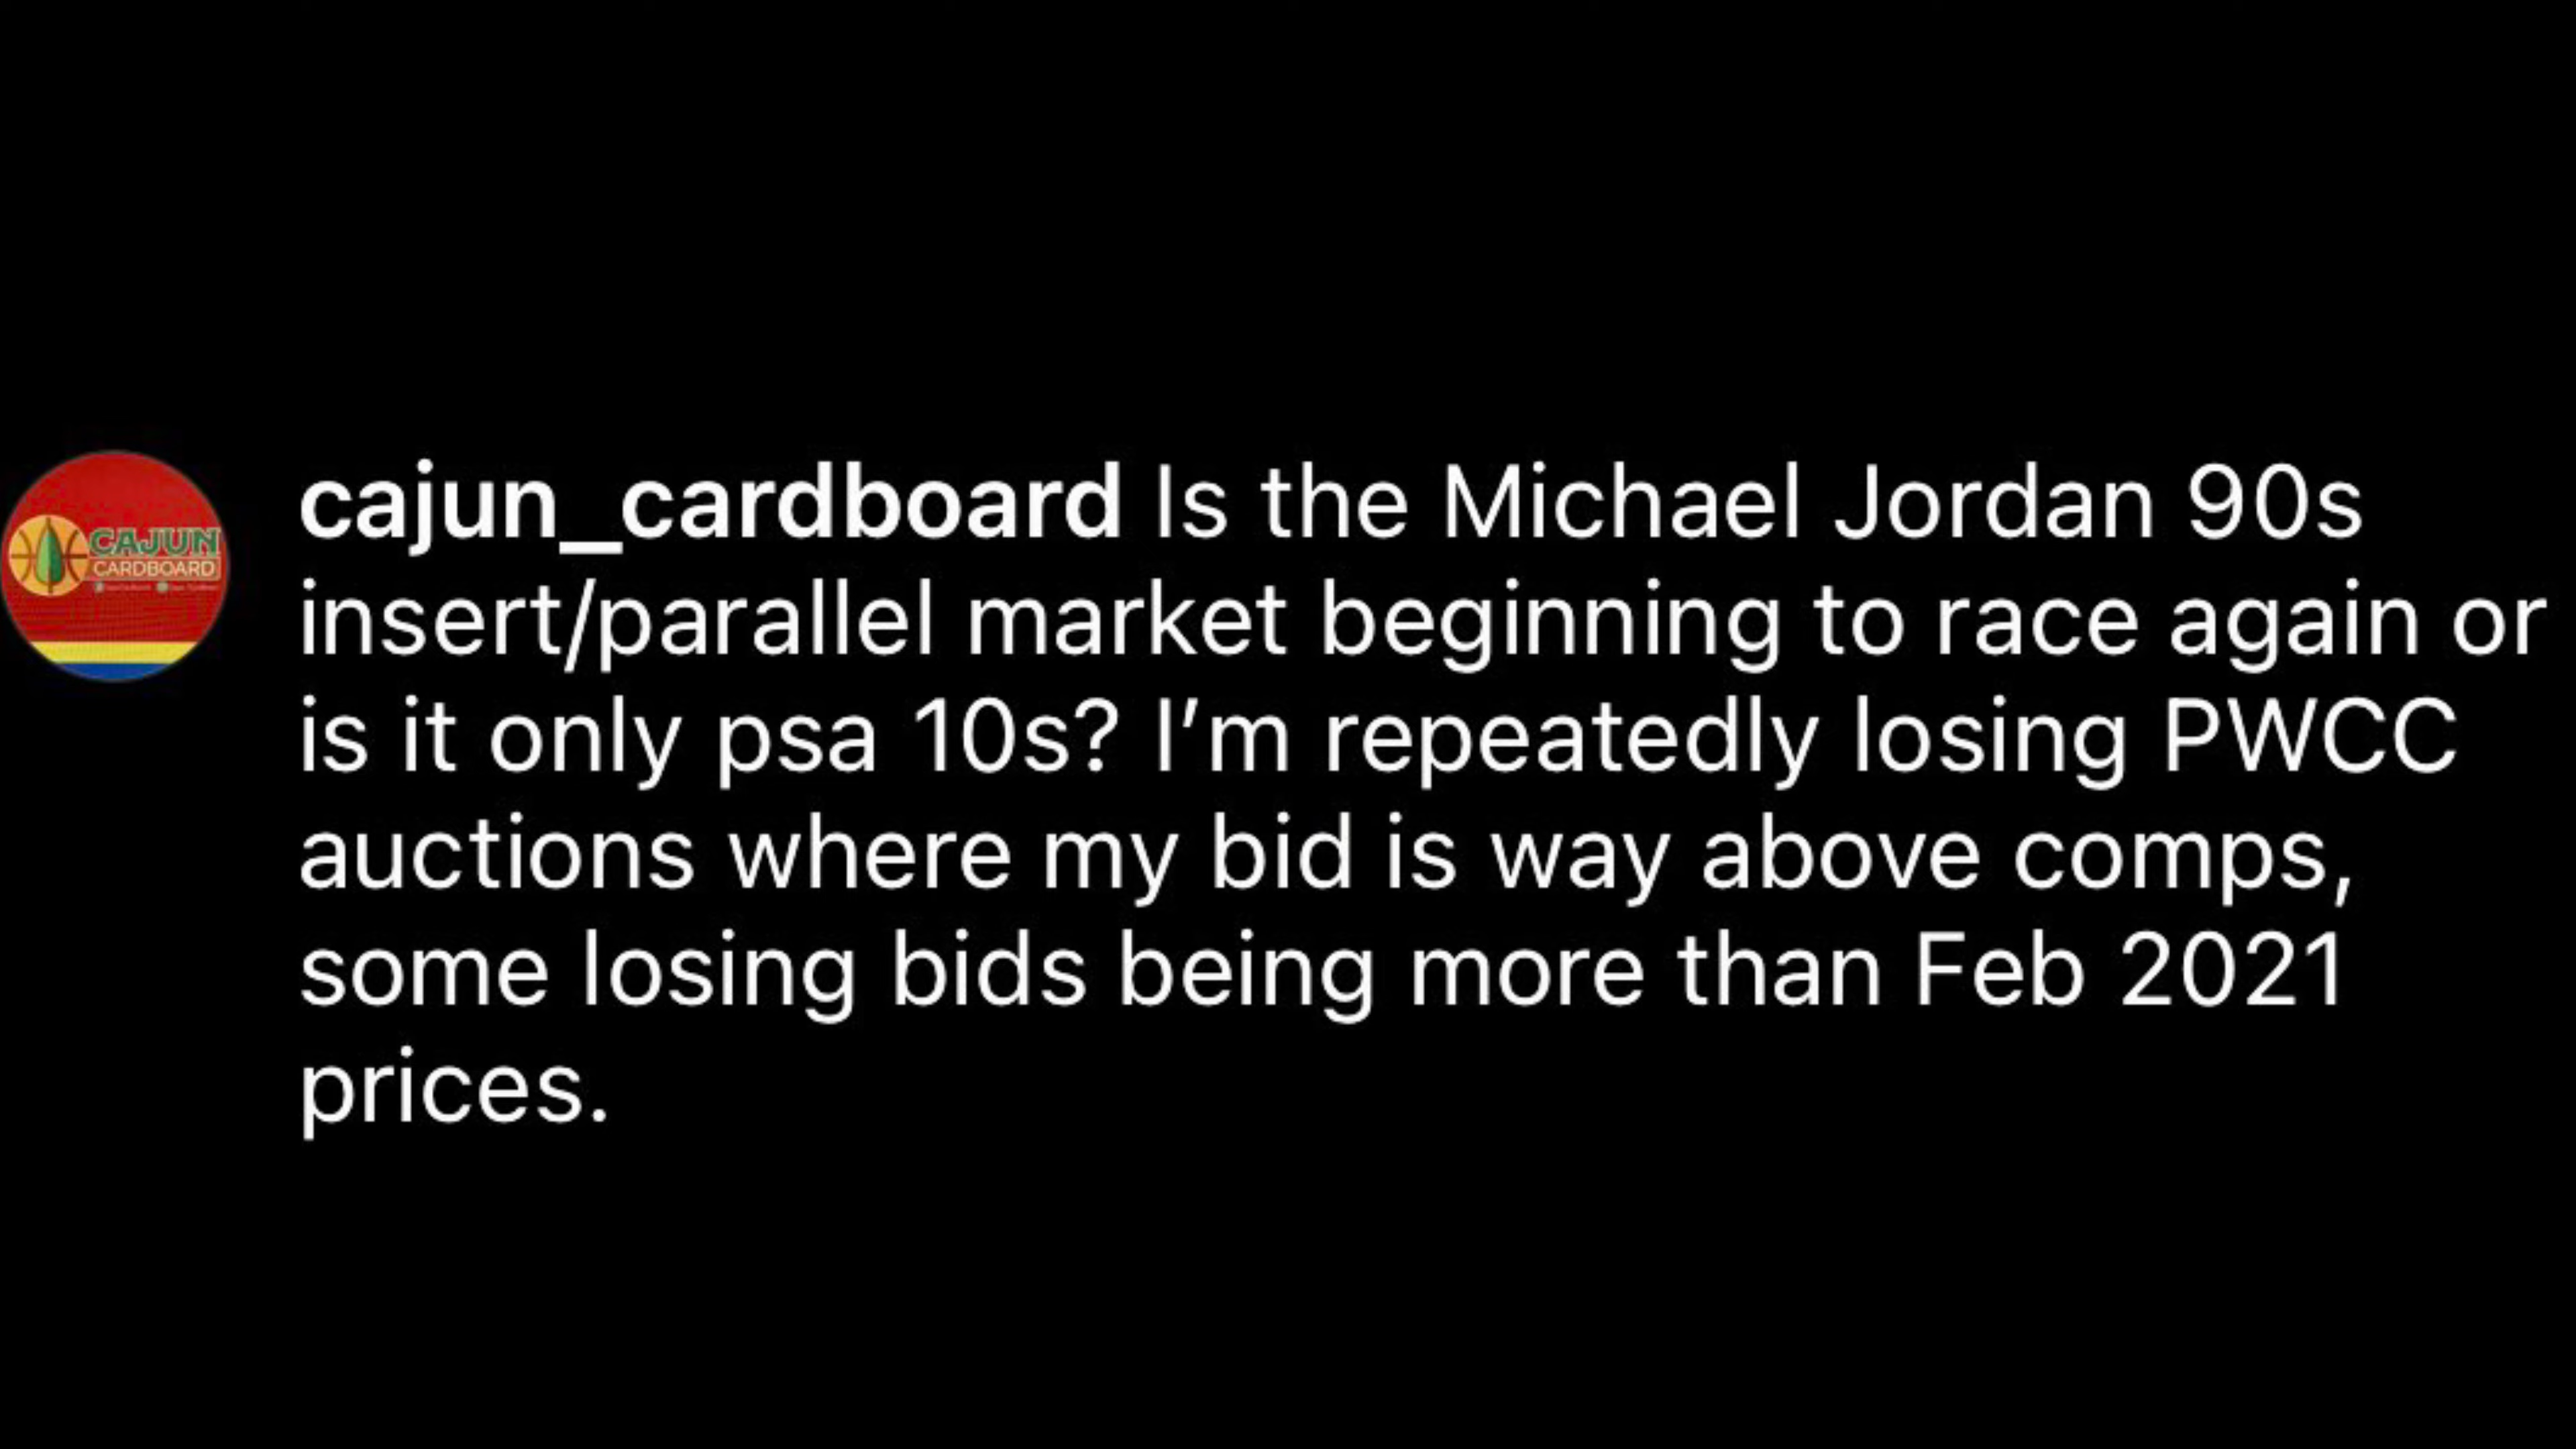 cajun_cardboard Is the Michael Jordan 90s
insert/parallel market beginning to race again or
is it only psa 10s? I’m repeatedly losing PWCC
auctions where my bid is way above comps,
some losing bids being more than Feb 2021
prices.
CAJUN
CARDBOARD